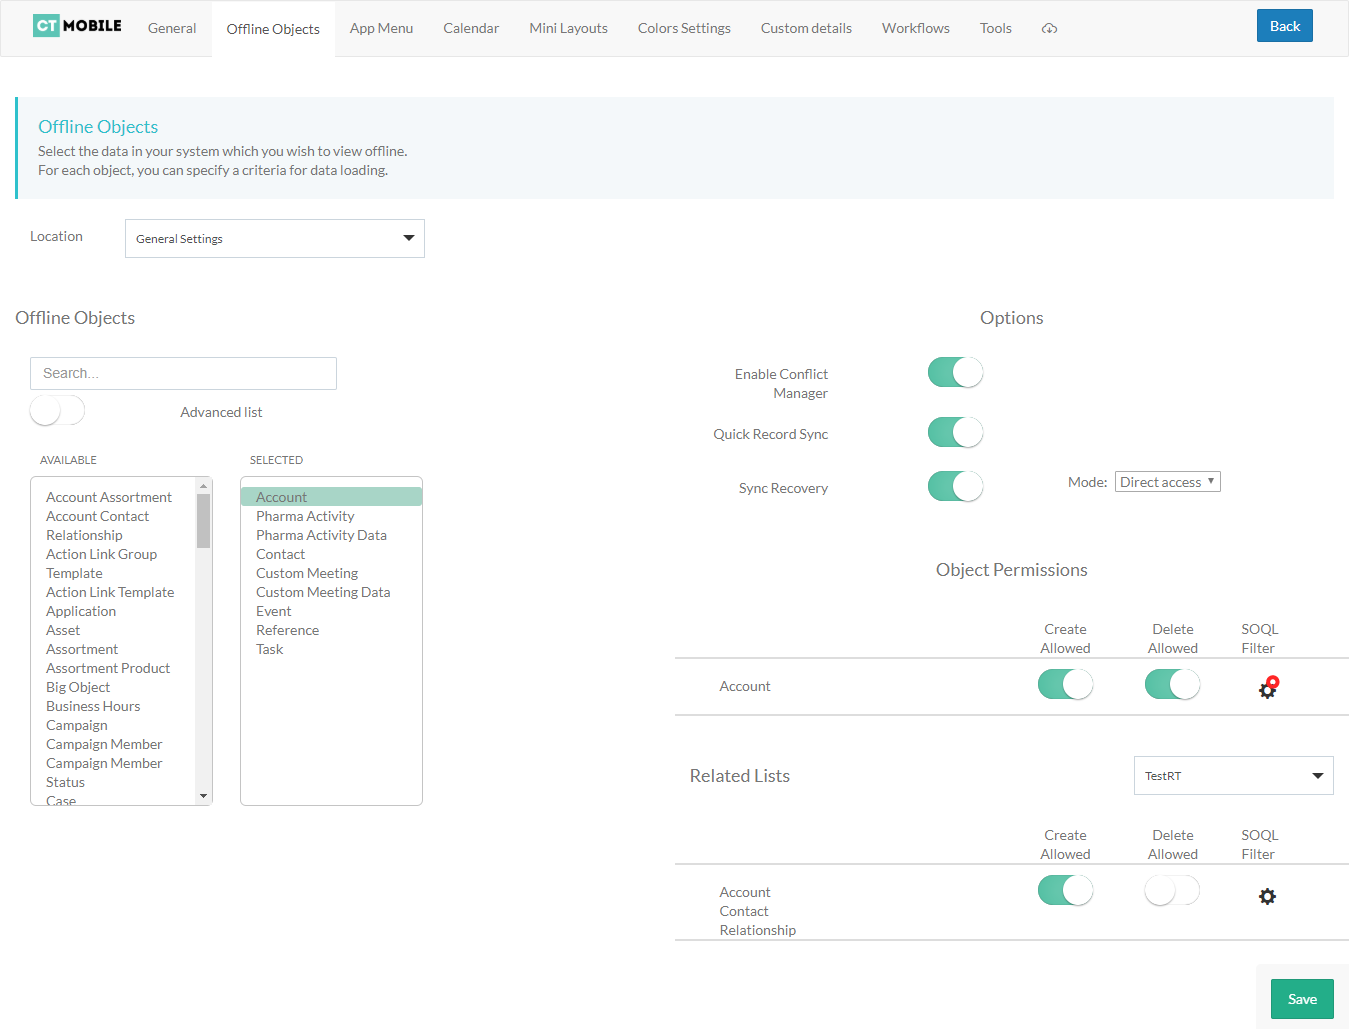 CT MOBILE
General
Offline Objects
App Menu
Calendar
Mini Layouts
Colors Settings
Custom details
Workflows
Tools
Back
Offline Objects
Select the data in your system which you wish to view offline.
For each object, you can specify a criteria for data loading.
Location
General Settings
Offline Objects
Search...
Advanced list
AVAILABLE
Account Assortment
Account Contact
Relationship
Action Link Group
Template
Action Link Template
Application
Asset
Assortment
Assortment Product
Big Object
Business Hours
Campaign
Campaign Member
Campaign Member
Status
Case
SELECTED
Account
Pharma Activity
Pharma Activity Data
Contact
Custom Meeting
Custom Meeting Data
Event
Reference
Task
Options
Enable Conflict
Manager
Quick Record Sync
Sync Recovery
Mode:
Direct access
Object Permissions
Create
Allowed
Delete
Allowed
SOQL
Filter
Account
Related Lists
TestRT
Create
Allowed
Delete
Allowed
SOQL
Filter
Account
Contact
Relationship
Save